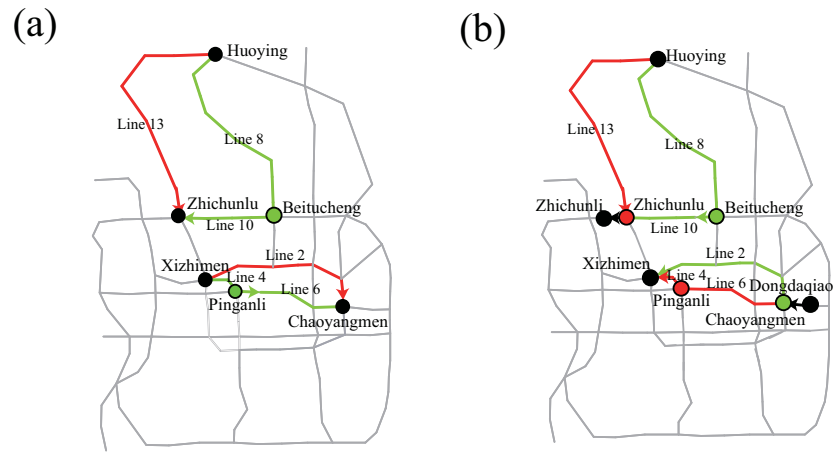 (a)
Huoying
Line 13
Line 8
Zhichunlu
Beitucheng
Line 10
Xizhimen
Line 2
Line 4
Line 6
Pinganli
Chaoyangmen
(b)
Huoying
Line 13
Line 8
Zhichunli
Zhichunlu
Beitucheng
Line 10
Line 2
Xizhimen
Line 4
Line 6
Dongdaqiao
Pinganli
Chaoyangmen